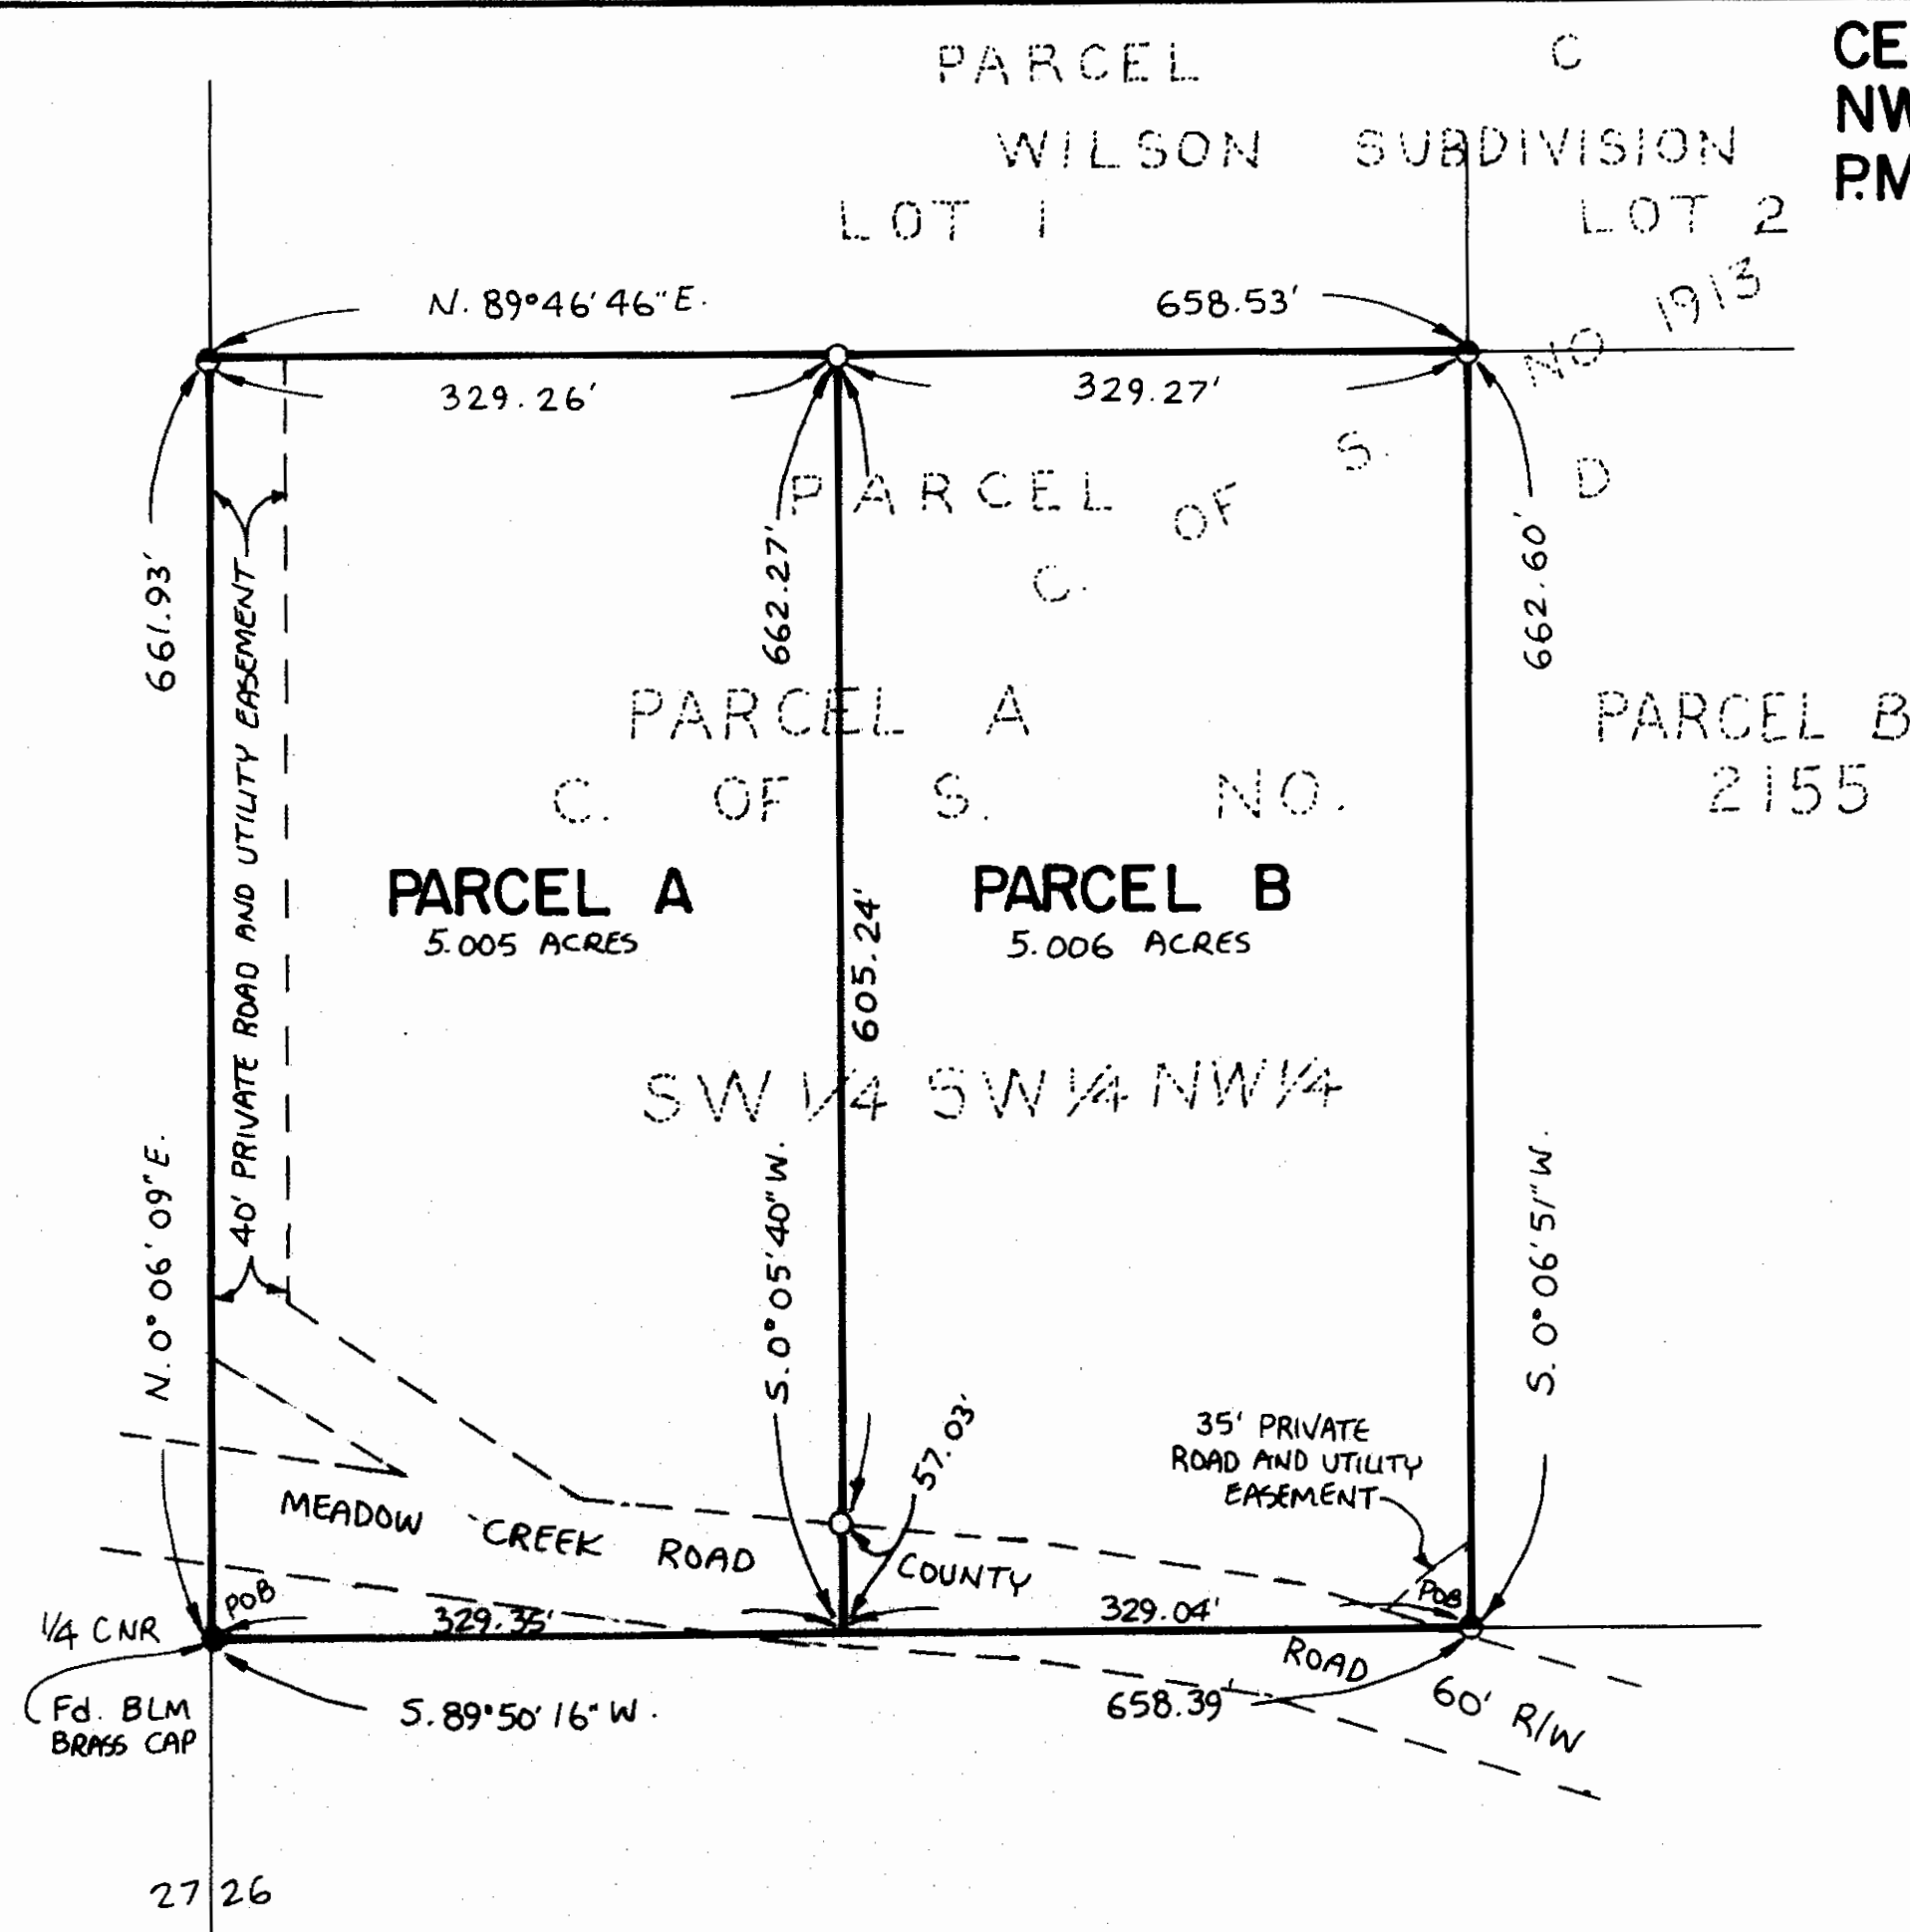 PARCEL C
CE
NW
P.M
WILSON SUBDIVISION
LOT 1
LOT 2
N. 89°46'46" E.
658.53'
NO 1913
329.26'
329.27'
PARCEL D
C. OF S.
661.93'
662.27'
662.60'
40' PRIVATE ROAD AND UTILITY EASEMENT
PARCEL A
PARCEL B
C. OF S. NO.
2155
PARCEL A
5.005 ACRES
PARCEL B
5.006 ACRES
605.24'
SW 1/4 SW 1/4 NW 1/4
N. 0° 06' 09" E.
S. 0° 05' 40" W.
S. 0° 06' 51" W.
57.03'
35' PRIVATE
ROAD AND UTILITY
EASEMENT
MEADOW CREEK ROAD
COUNTY
ROAD
60' R/W
POB
POB
1/4 CNR
329.35'
329.04'
Fd. BLM
BRASS CAP
S. 89° 50' 16" W.
658.39'
27 26